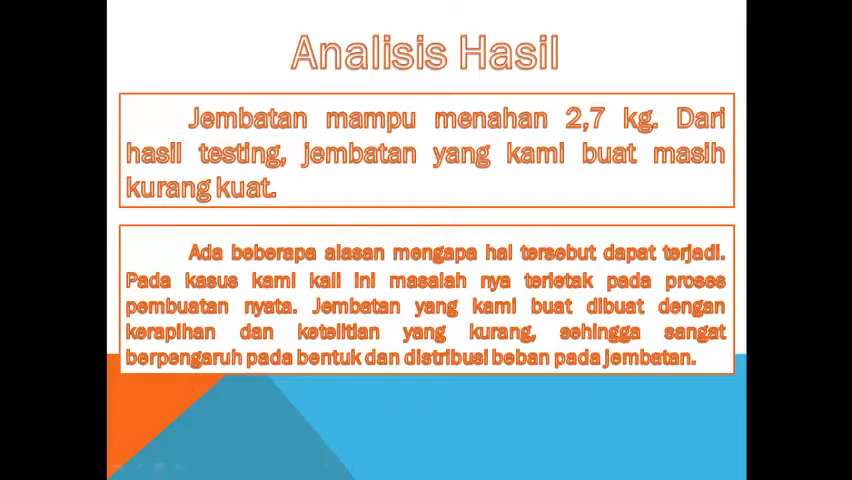 Analisis Hasil
Jembatan mampu menahan 2,7 kg. Dari
hasil testing, jembatan yang kami buat masih
kurang kuat.
Ada beberapa alasan mengapa hal tersebut dapat terjadi.
Pada kasus kami kali ini masalah nya terletak pada proses
pembuatan nyata. Jembatan yang kami buat dibuat dengan
kerapihan dan ketelitian yang kurang, sehingga sangat
berpengaruh pada bentuk dan distribusi beban pada jembatan.